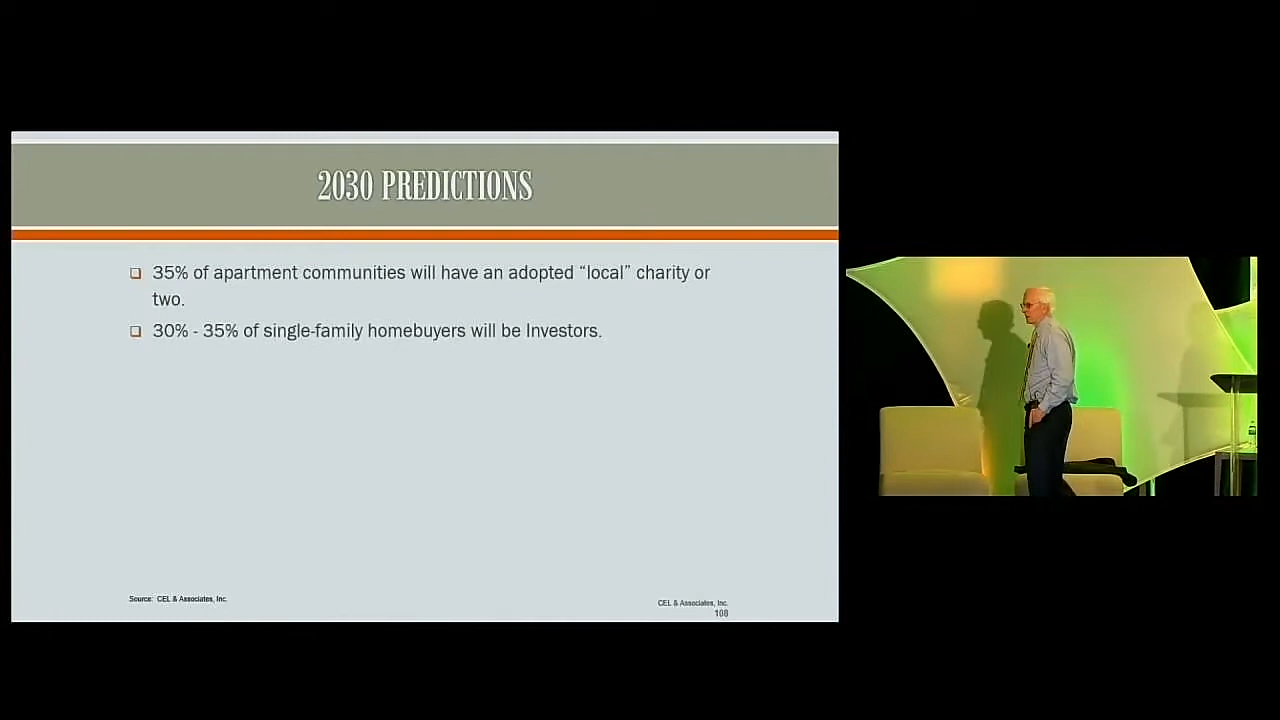 2030 PREDICTIONS
35% of apartment communities will have an adopted “local” charity or
two.
30% - 35% of single-family homebuyers will be Investors.
Source: CEL & Associates, Inc.
CEL & Associates, Inc.
108